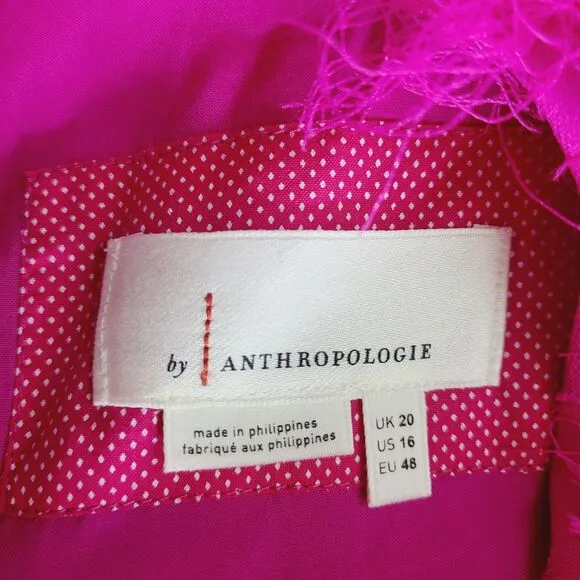 by ANTHROPOLOGIE
made in philippines
fabriqué aux philippines
UK 20
US 16
EU 48